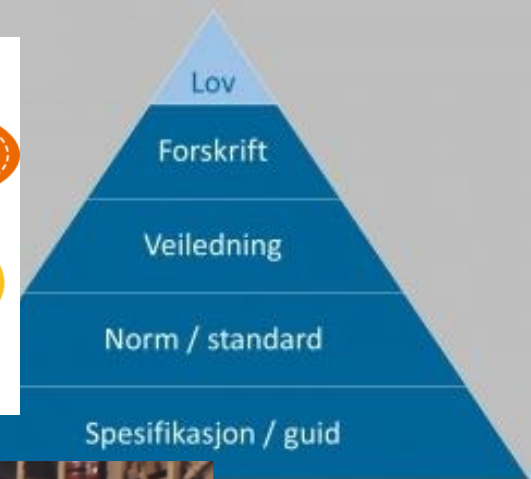 Lov
Forskrift
Veiledning
Norm / standard
Spesifikasjon / guid